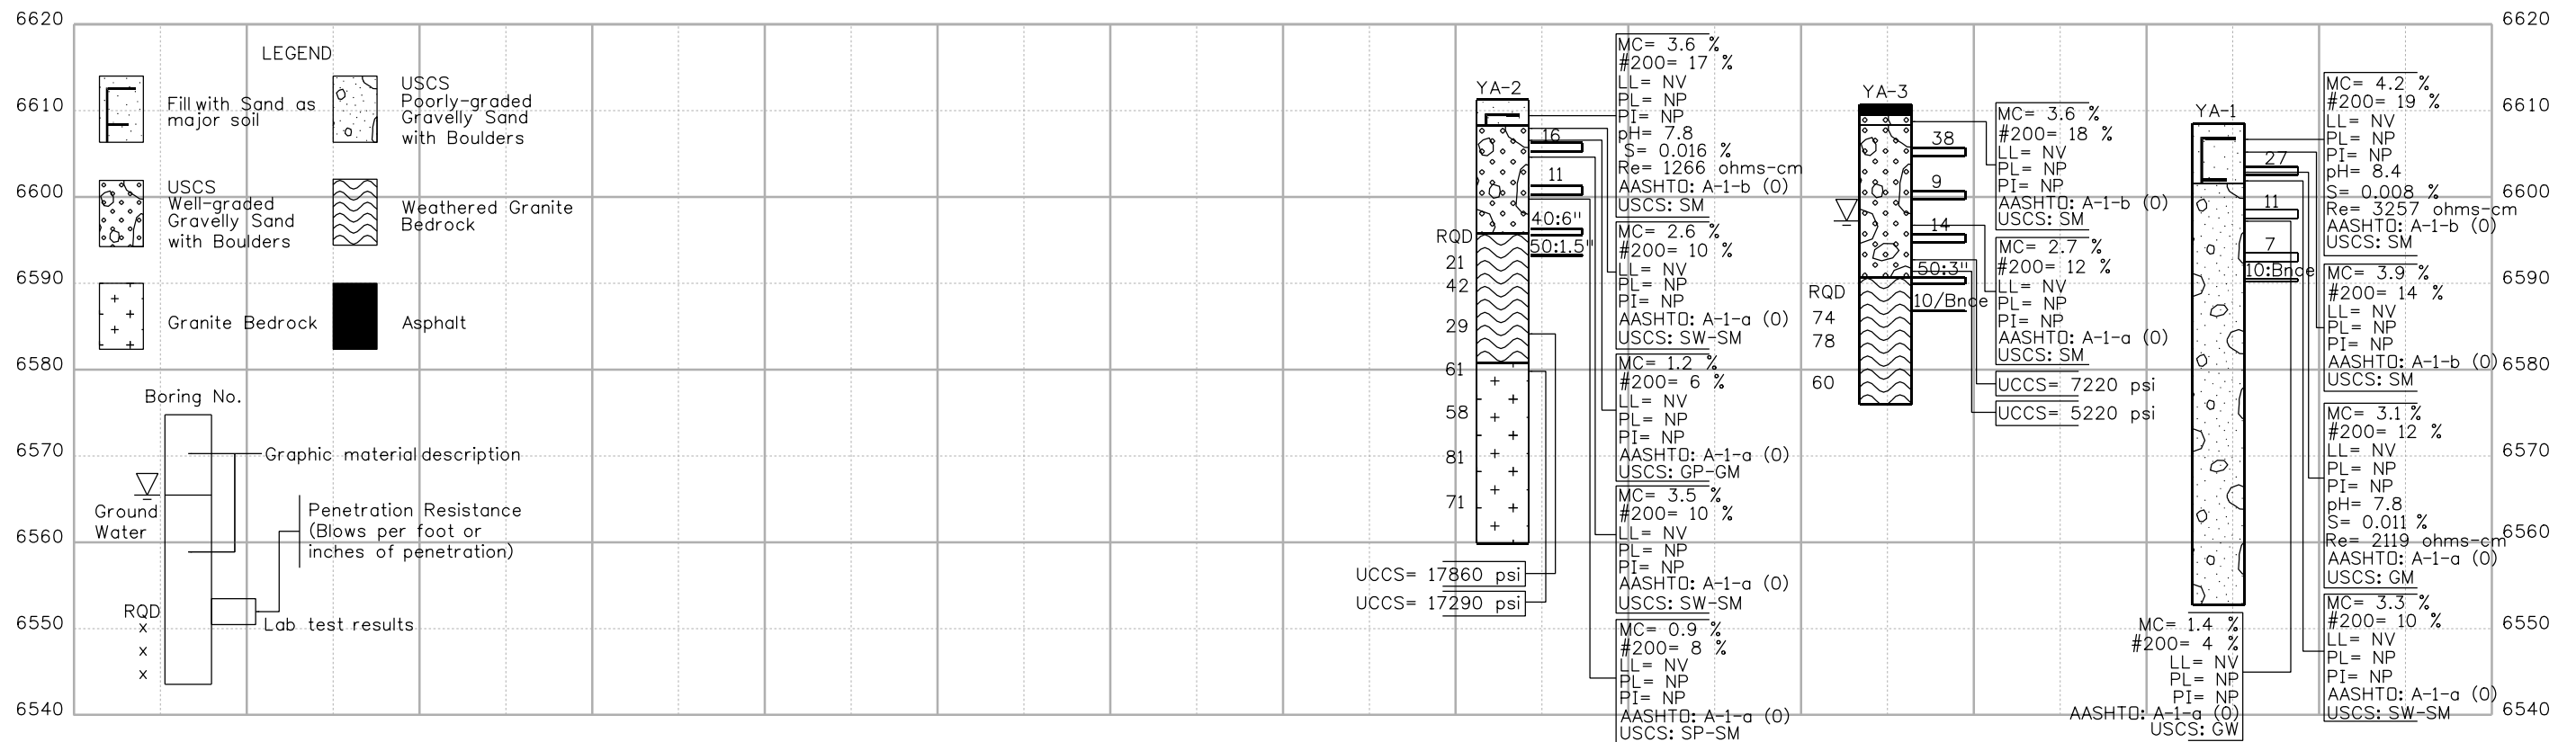 6620
6610
6600
6590
6580
6570
6560
6550
6540
LEGEND
Fill with Sand as
major soil
USCS
Poorly-graded
Gravelly Sand
with Boulders
USCS
Well-graded
Gravelly Sand
with Boulders
Weathered Granite
Bedrock
Granite Bedrock
Asphalt
Boring No.
Graphic material description
Ground
Water
Penetration Resistance
(Blows per foot or
inches of penetration)
RQD
x
x
x
Lab test results
YA-2
16
11
40:6"
50:1.5"
RQD
21
42
29
61
58
81
71
UCCS= 17860 psi
UCCS= 17290 psi
MC= 3.6 %
#200= 17 %
LL= NV
PL= NP
PI= NP
pH= 7.8
S= 0.016 %
Re= 1266 ohms-cm
AASHTO: A-1-b (0)
USCS: SM
MC= 2.6 %
#200= 10 %
LL= NV
PL= NP
PI= NP
AASHTO: A-1-a (0)
USCS: SW-SM
MC= 1.2 %
#200= 6 %
LL= NV
PL= NP
PI= NP
AASHTO: A-1-a (0)
USCS: GP-GM
MC= 3.5 %
#200= 10 %
LL= NV
PL= NP
PI= NP
AASHTO: A-1-a (0)
USCS: SW-SM
MC= 0.9 %
#200= 8 %
LL= NV
PL= NP
PI= NP
AASHTO: A-1-a (0)
USCS: SP-SM
YA-3
38
9
14
50:3"
10/Bnce
RQD
74
78
60
MC= 3.6 %
#200= 18 %
LL= NV
PL= NP
PI= NP
AASHTO: A-1-b (0)
USCS: SM
MC= 2.7 %
#200= 12 %
LL= NV
PL= NP
PI= NP
AASHTO: A-1-a (0)
USCS: SM
UCCS= 7220 psi
UCCS= 5220 psi
YA-1
27
11
7
10:Bnce
MC= 1.4 %
#200= 4 %
LL= NV
PL= NP
PI= NP
AASHTO: A-1-a (0)
USCS: GW
MC= 4.2 %
#200= 19 %
LL= NV
PL= NP
PI= NP
pH= 8.4
S= 0.008 %
Re= 3257 ohms-cm
AASHTO: A-1-b (0)
USCS: SM
MC= 3.9 %
#200= 14 %
LL= NV
PL= NP
PI= NP
AASHTO: A-1-b (0)
USCS: SM
MC= 3.1 %
#200= 12 %
LL= NV
PL= NP
PI= NP
pH= 7.8
S= 0.011 %
Re= 2119 ohms-cm
AASHTO: A-1-a (0)
USCS: GM
MC= 3.3 %
#200= 10 %
LL= NV
PL= NP
PI= NP
AASHTO: A-1-a (0)
USCS: SW-SM
6620
6610
6600
6590
6580
6570
6560
6550
6540